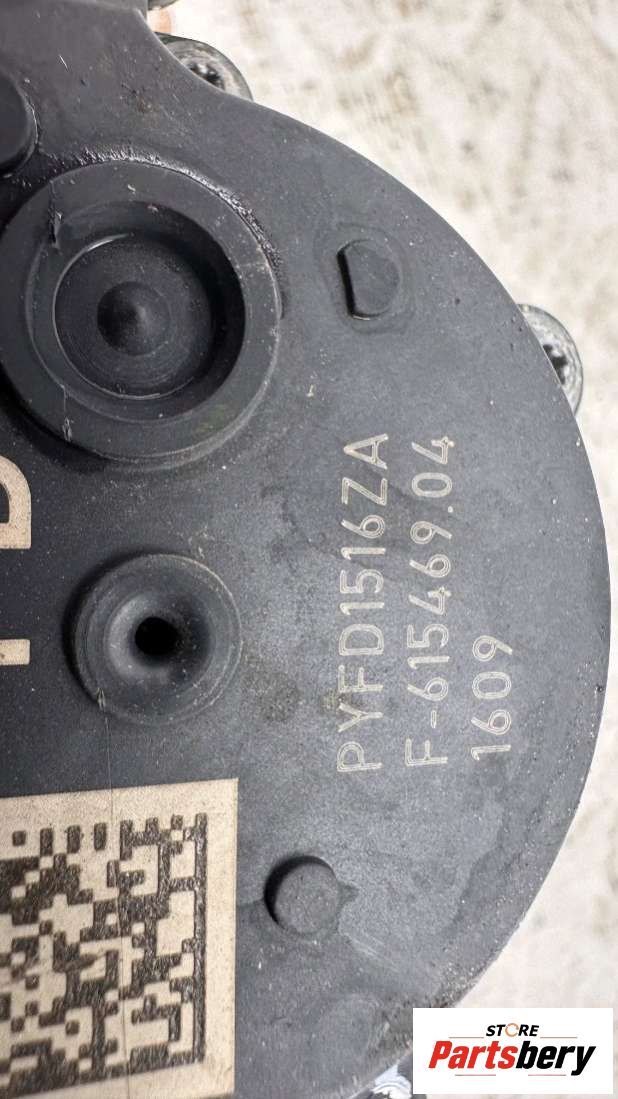 PYFD1516ZA
F-615469.04
1609
STORE
Partsbery